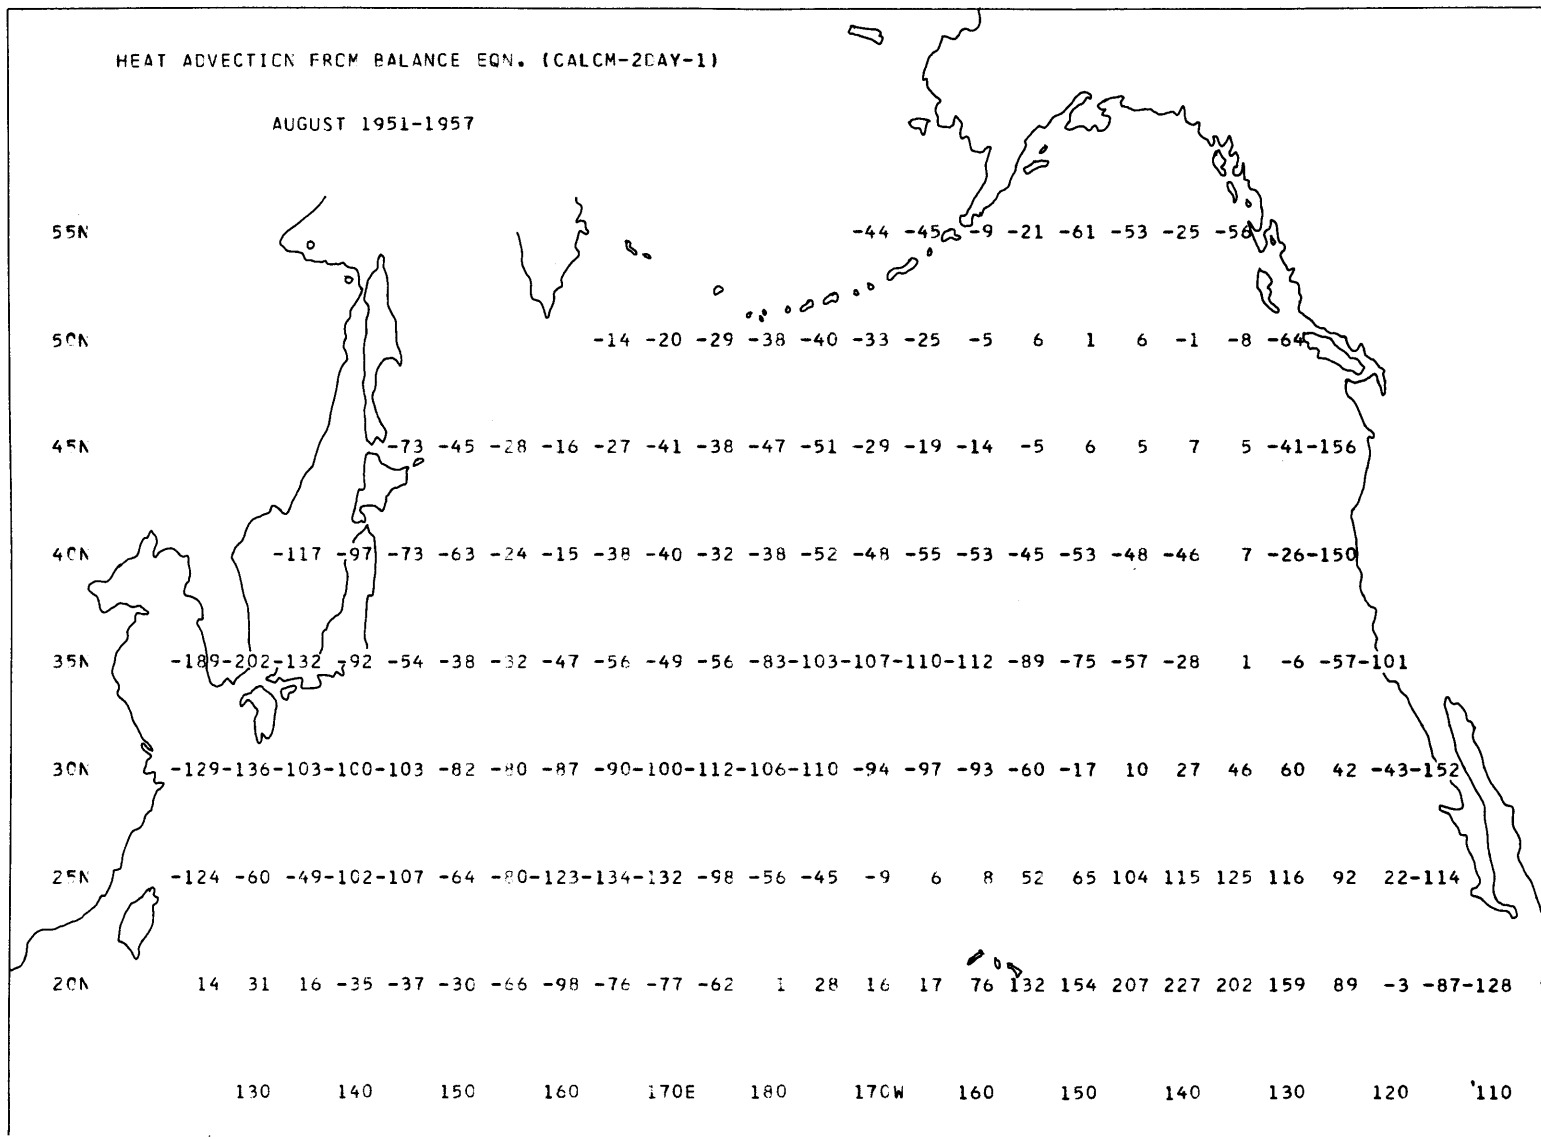 HEAT ADVECTICN FRCM BALANCE EQN. (CALCM-2CAY-1)
AUGUST 1951-1957
55N -44 -45 -9 -21 -61 -53 -25 -56
5CN -14 -20 -29 -38 -40 -33 -25 -5 6 1 6 -1 -8 -64
45N -73 -45 -28 -16 -27 -41 -38 -47 -51 -29 -19 -14 -5 6 5 7 5 -41-156
4CN -117 -97 -73 -63 -24 -15 -38 -40 -32 -38 -52 -48 -55 -53 -45 -53 -48 -46 7 -26-150
35N -189-202-132 -92 -54 -38 -32 -47 -56 -49 -56 -83-103-107-110-112 -89 -75 -57 -28 1 -6 -57-101
3CN -129-136-103-100-103 -82 -80 -87 -90-100-112-106-110 -94 -97 -93 -60 -17 10 27 46 60 42 -43-152
25N -124 -60 -49-102-107 -64 -80-123-134-132 -98 -56 -45 -9 6 8 52 65 104 115 125 116 92 22-114
2CN 14 31 16 -35 -37 -30 -66 -98 -76 -77 -62 1 28 16 17 76 132 154 207 227 202 159 89 -3 -87-128
130 140 150 160 170E 180 17CW 160 150 140 130 120 110